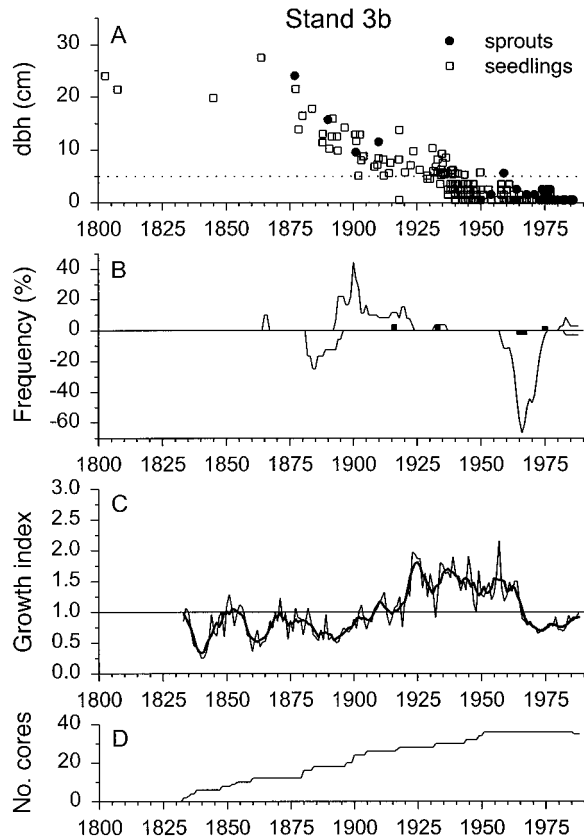 Stand 3b
A
sprouts
seedlings
dbh (cm)
30
20
10
0
1800 1825 1850 1875 1900 1925 1950 1975
B
Frequency (%)
40
20
0
-20
-40
-60
1800 1825 1850 1875 1900 1925 1950 1975
C
Growth index
3.0
2.5
2.0
1.5
1.0
0.5
0.0
1800 1825 1850 1875 1900 1925 1950 1975
D
No. cores
40
20
0
1800 1825 1850 1875 1900 1925 1950 1975